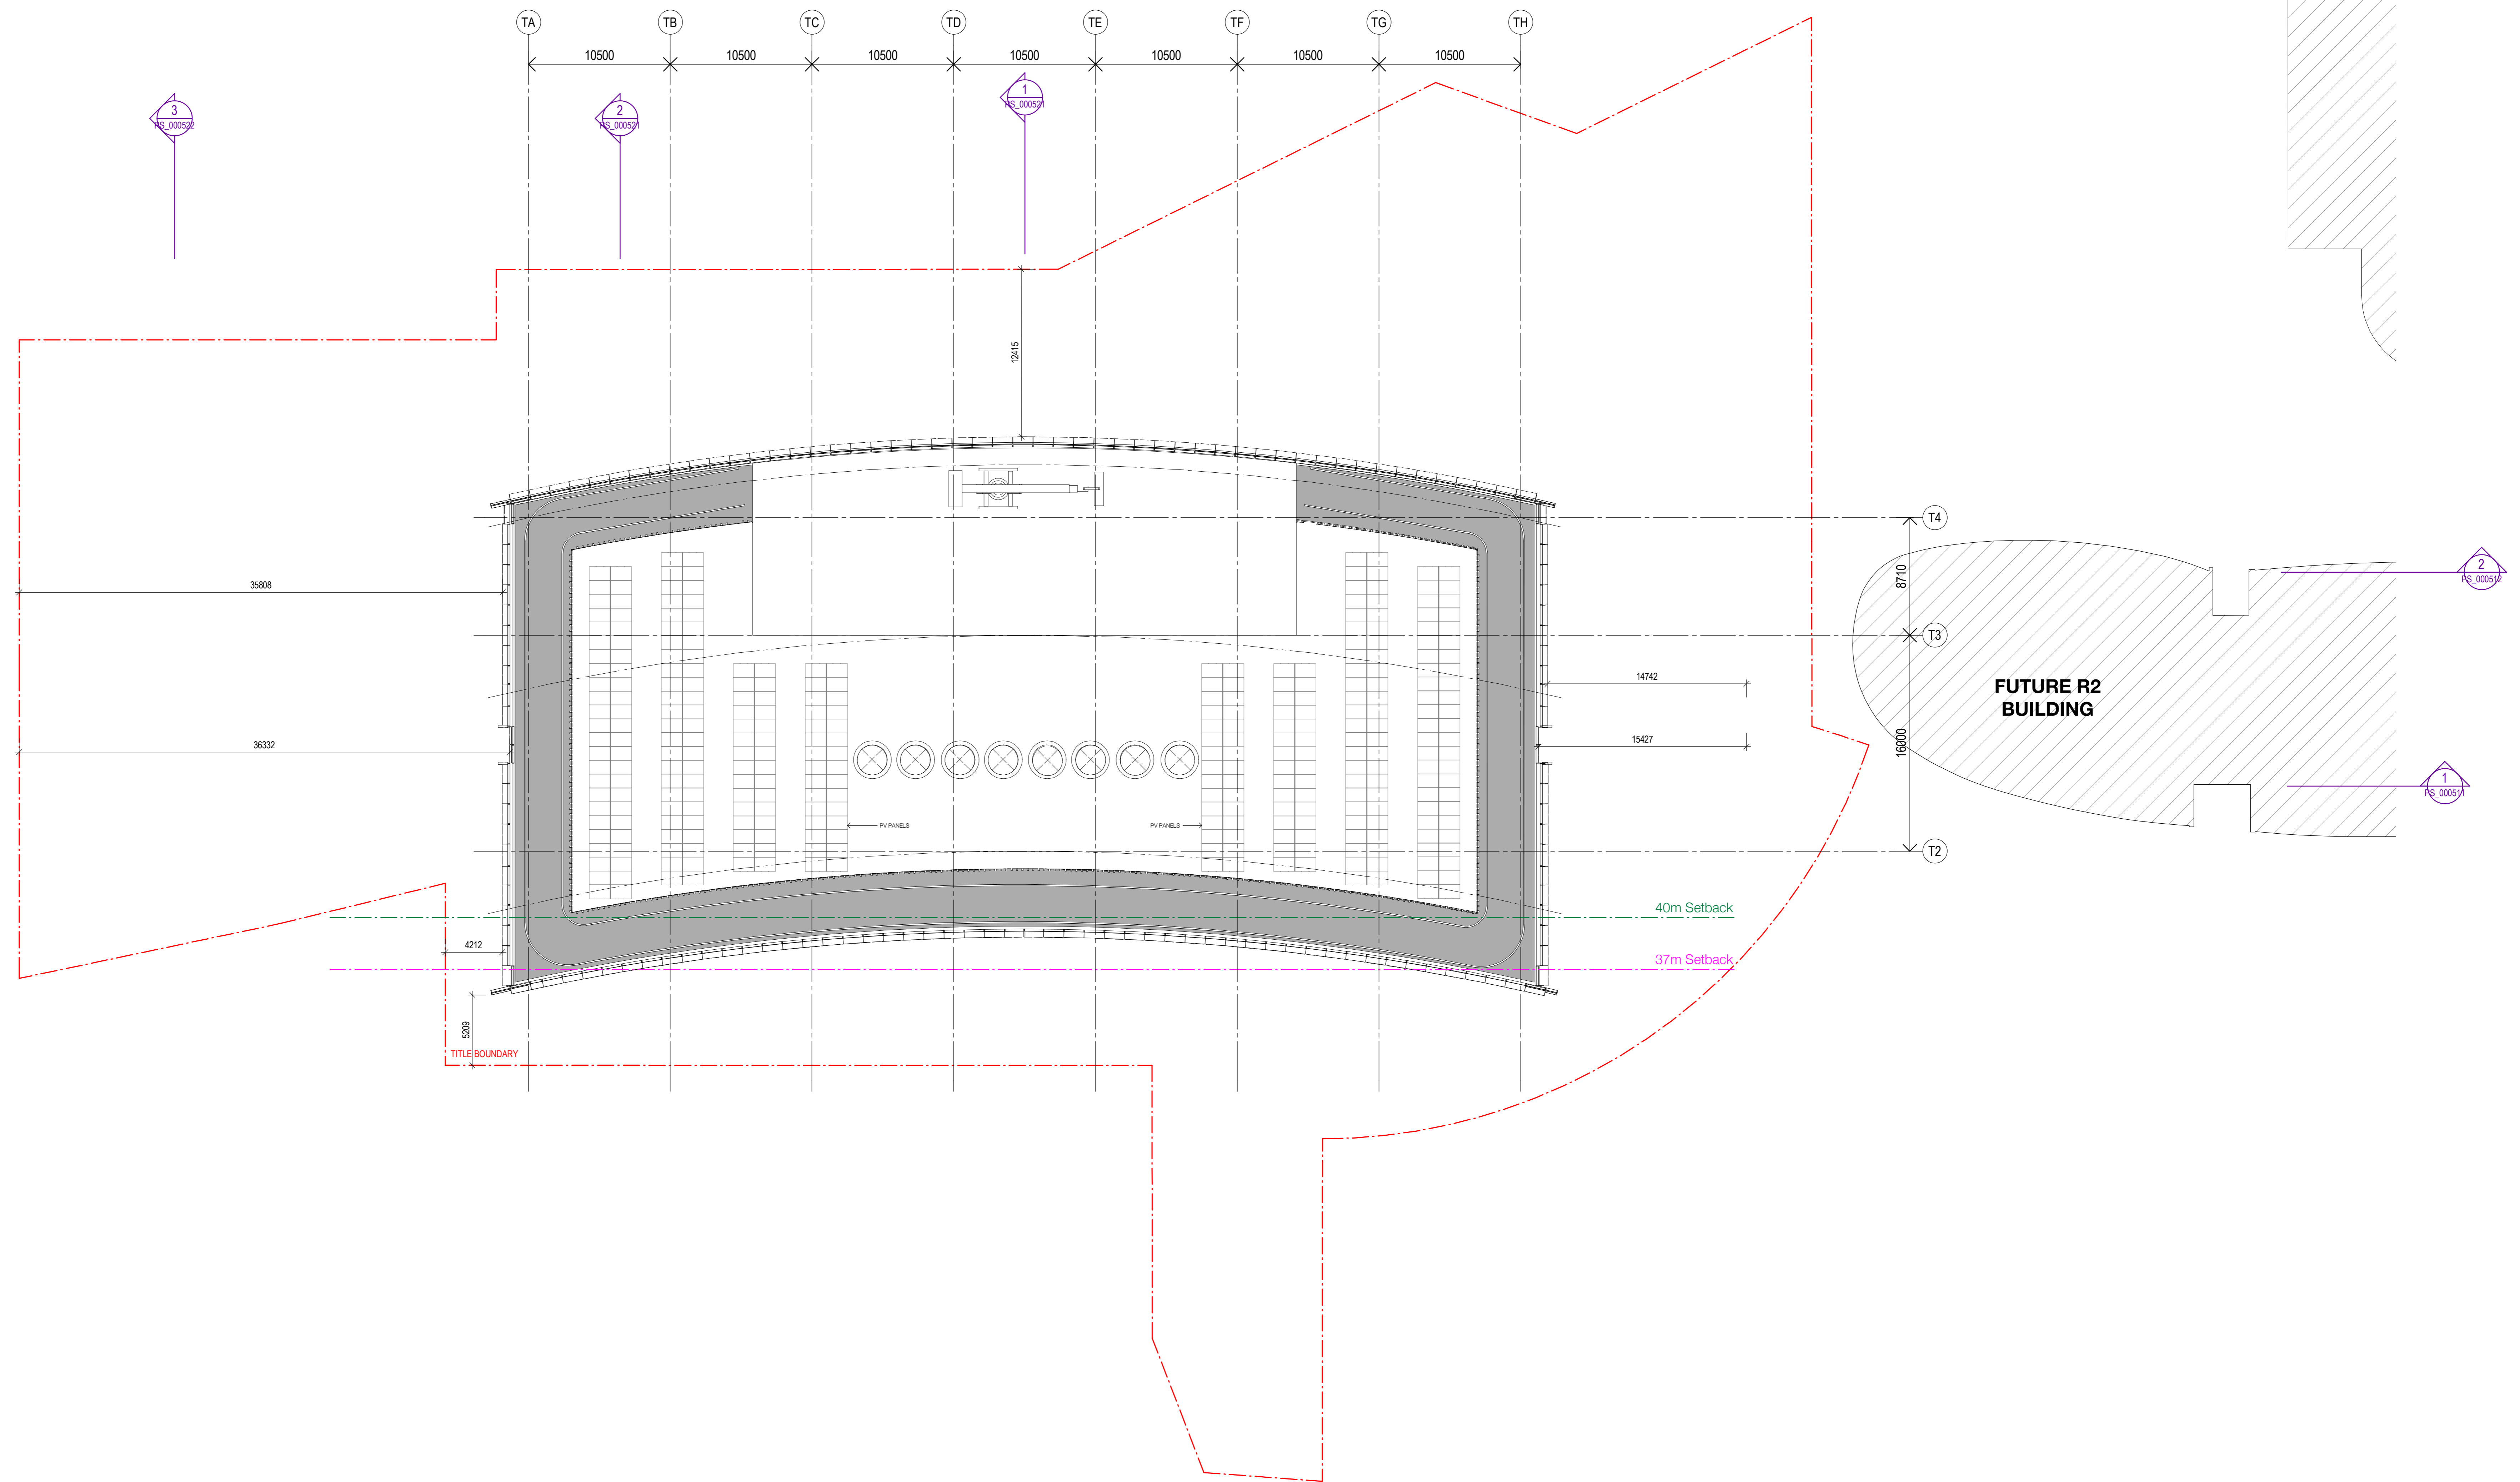 TA TB TC TD TE TF TG TH
10500 10500 10500 10500 10500 10500 10500
3
PS_000522
2
PS_000521
1
PS_000521
12415
T4
35808
8710
2
PS_000512
T3
14742
FUTURE R2
BUILDING
36332
15427
16000
1
PS_000511
PV PANELS
PV PANELS
T2
40m Setback
4212
37m Setback
5209
TITLE BOUNDARY